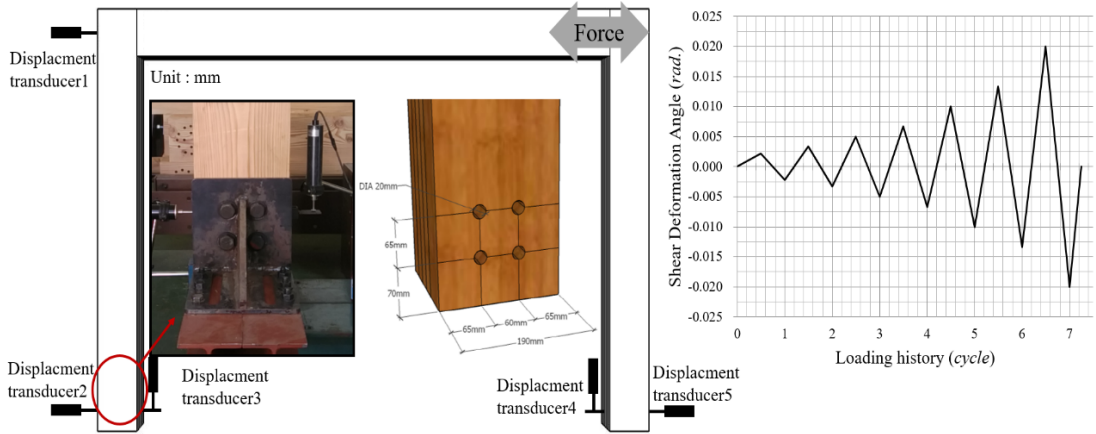 Force
Displacment
transducer1
Unit : mm
DIA 20mm
65mm
70mm
65mm
60mm
65mm
190mm
Displacment
transducer2
Displacment
transducer3
Displacment
transducer4
Displacment
transducer5
Shear Deformation Angle (rad.)
0.025
0.020
0.015
0.010
0.005
0.000
-0.005
-0.010
-0.015
-0.020
-0.025
0 1 2 3 4 5 6 7
Loading history (cycle)